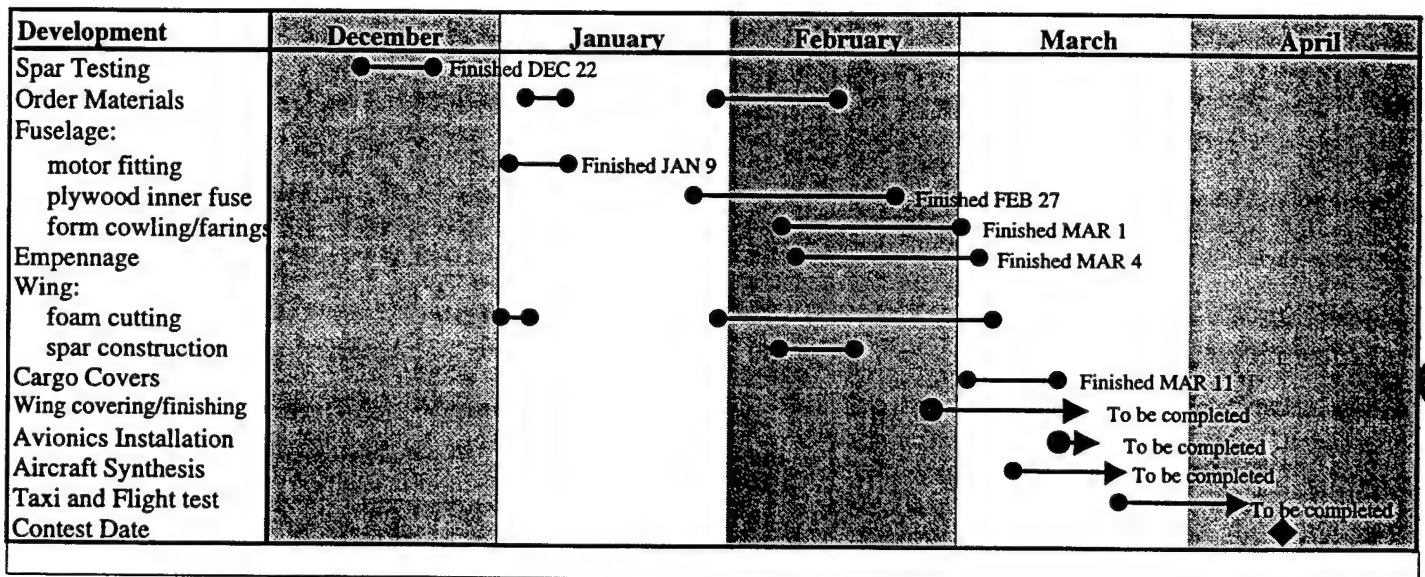 Development December January February March April
Spar Testing Finished DEC 22
Order Materials
Fuselage:
motor fitting Finished JAN 9
plywood inner fuse Finished FEB 27
form cowling/farings Finished MAR 1
Empennage Finished MAR 4
Wing:
foam cutting
spar construction
Cargo Covers Finished MAR 11
Wing covering/finishing To be completed
Avionics Installation To be completed
Aircraft Synthesis To be completed
Taxi and Flight test To be completed
Contest Date